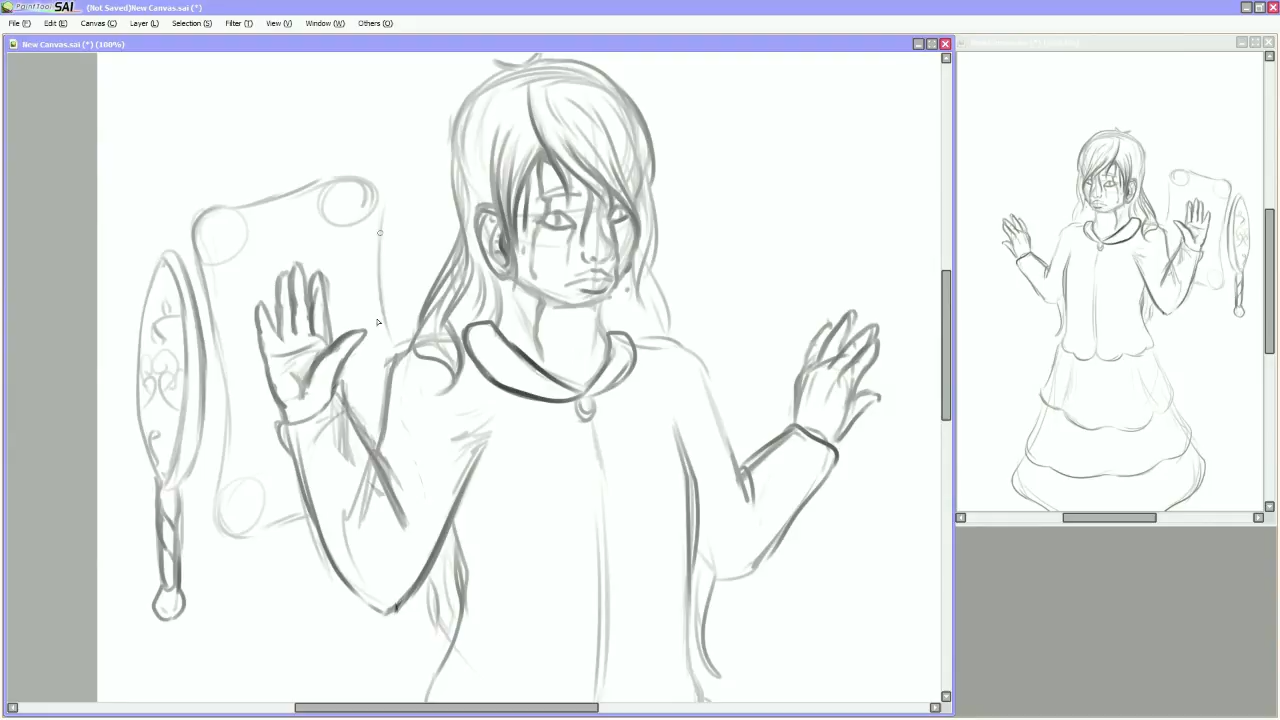 PaintTool SAI (Not Saved)New Canvas.sai (*)
File (F) Edit (E) Canvas (C) Layer (L) Selection (S) Filter (T) View (V) Window (W) Others (O)
New Canvas.sai (*) (100%)